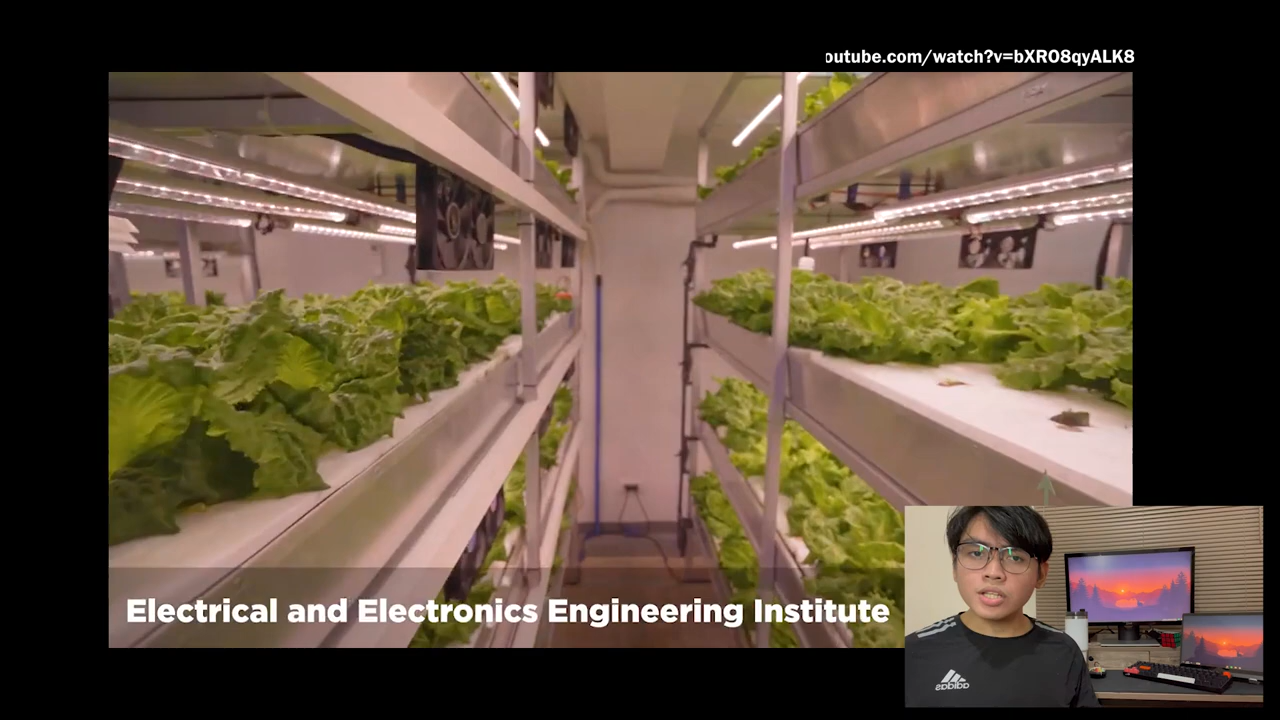 outube.com/watch?v=bXRO8qyALK8
Electrical and Electronics Engineering Institute
adidas